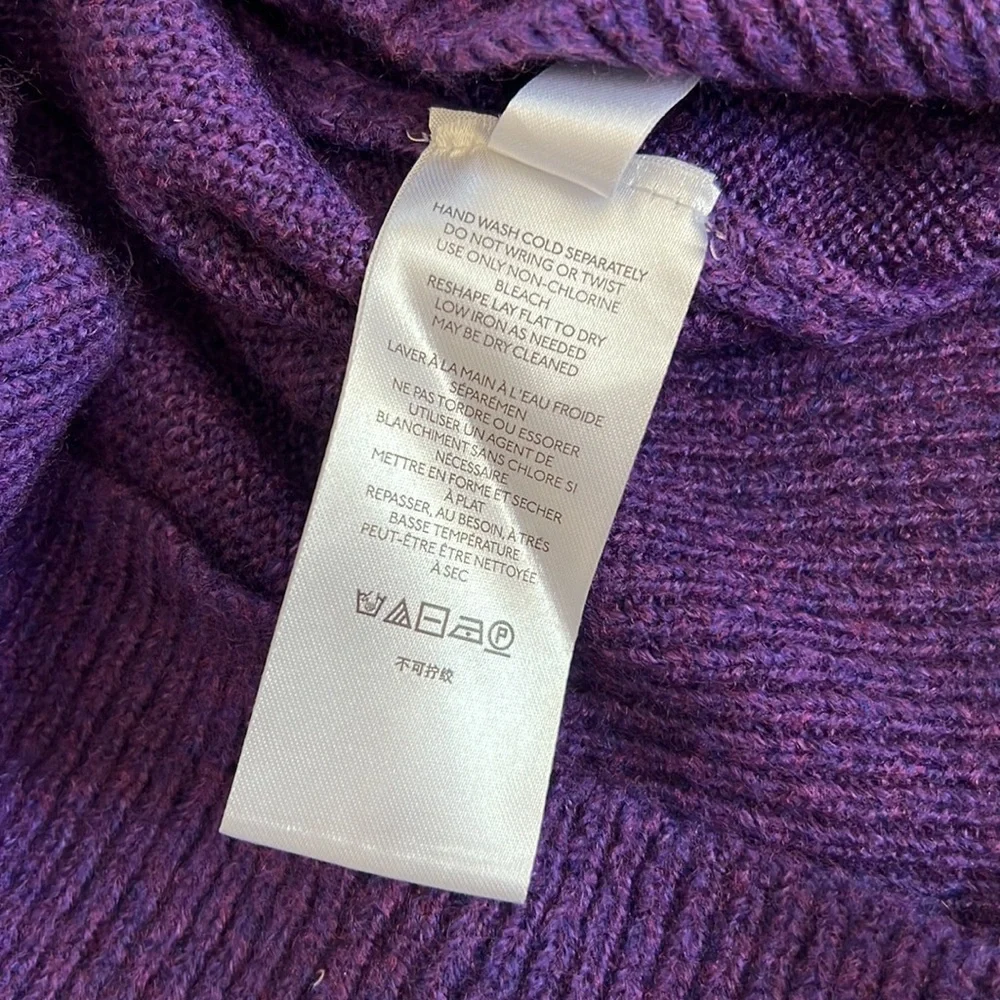 HAND WASH COLD SEPARATELY
DO NOT WRING OR TWIST
USE ONLY NON-CHLORINE
BLEACH
RESHAPE LAY FLAT TO DRY
LOW IRON AS NEEDED
MAY BE DRY CLEANED
LAVER À LA MAIN À L'EAU FROIDE
SÉPARÉMEN
NE PAS TORDRE OU ESSORER
UTILISER UN AGENT DE
BLANCHIMENT SANS CHLORE SI
NÉCESSAIRE
METTRE EN FORME ET SECHER
À PLAT
REPASSER, AU BESOIN, À TRÉS
BASSE TEMPÉRATURE
PEUT-ÊTRE ÊTRE NETTOYÉE
À SEC
P
不可拧绞